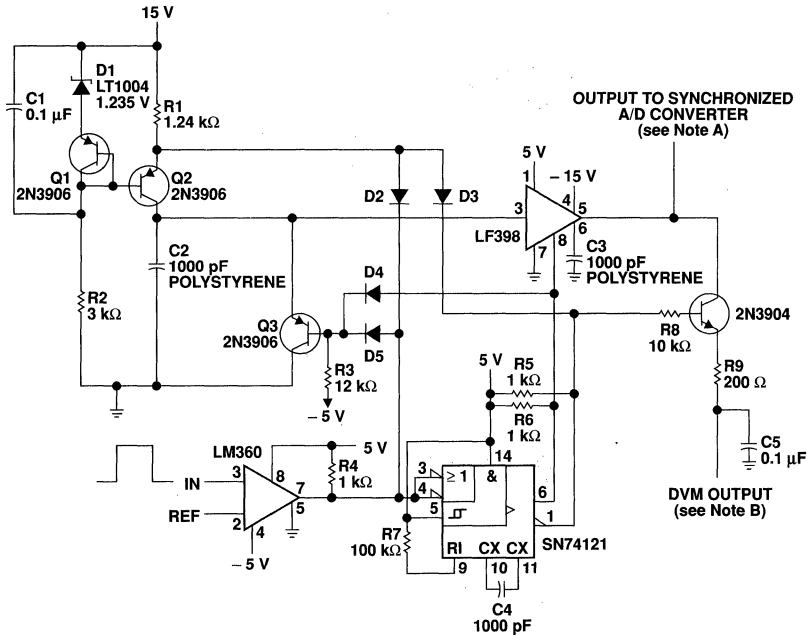 15 V
D1
LT1004
1.235 V
C1
0.1 µF
R1
1.24 kΩ
Q1
2N3906
Q2
2N3906
D2
D3
OUTPUT TO SYNCHRONIZED
A/D CONVERTER
(see Note A)
5 V
1
– 15 V
4
3
5
6
LF398
7
8
C3
1000 pF
POLYSTYRENE
C2
1000 pF
POLYSTYRENE
D4
R2
3 kΩ
Q3
2N3906
D5
R3
12 kΩ
– 5 V
2N3904
R8
10 kΩ
R9
200 Ω
5 V
R5
1 kΩ
R6
1 kΩ
C5
0.1 µF
DVM OUTPUT
(see Note B)
LM360
5 V
R4
1 kΩ
IN
3
8
7
5
REF
2
4
– 5 V
14
3
≥ 1
&
4
5
6
1
R7
100 kΩ
RI
CX
CX
SN74121
9
10
11
C4
1000 pF